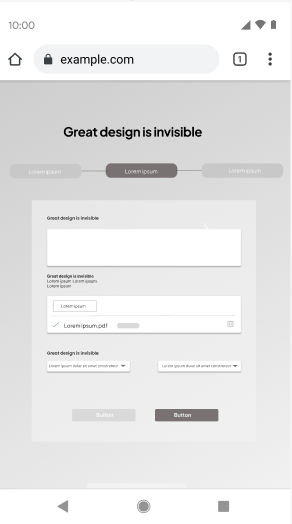 10:00
example.com
1
Great design is invisible
Lorem ipsum
Lorem ipsum
Lorem ipsum
Great design is invisible
Great design is invisible
Lorem ipsum Lorem ipsum
Lorem ipsum
Lorem ipsum
Lorem ipsum.pdf
Great design is invisible
Lorem ipsum dolor sit amet constetetur
Lorem ipsum dolor sit amet constetetur
Button
Button